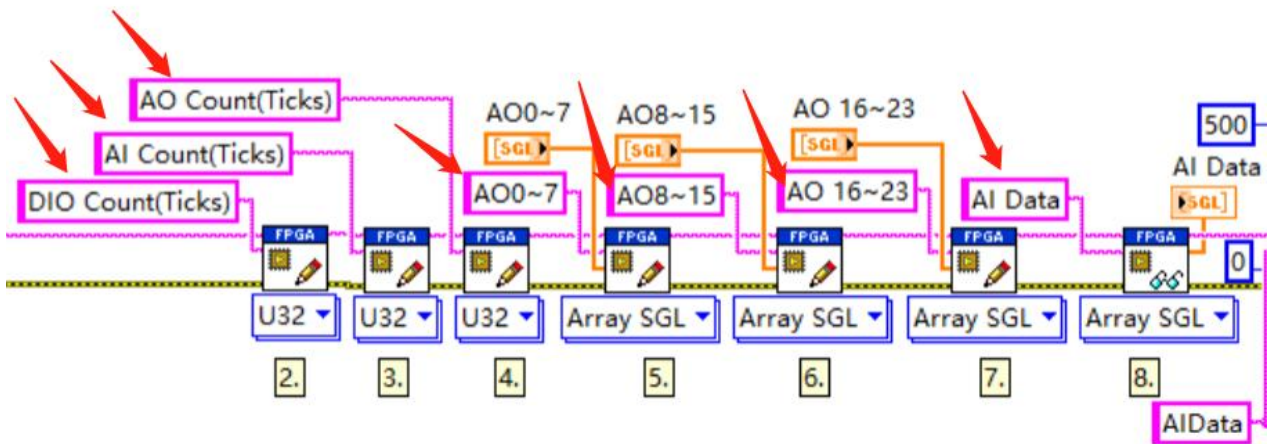 AO Count(Ticks)
AI Count(Ticks)
DIO Count(Ticks)
AO0~7
AO8~15
AO 16~23
500
AI Data
[SGL]
[SGL]
[SGL]
[SGL]
AO0~7
AO8~15
AO 16~23
AI Data
FPGA
FPGA
FPGA
FPGA
FPGA
FPGA
FPGA
0
U32
U32
U32
Array SGL
Array SGL
Array SGL
Array SGL
2.
3.
4.
5.
6.
7.
8.
AIData